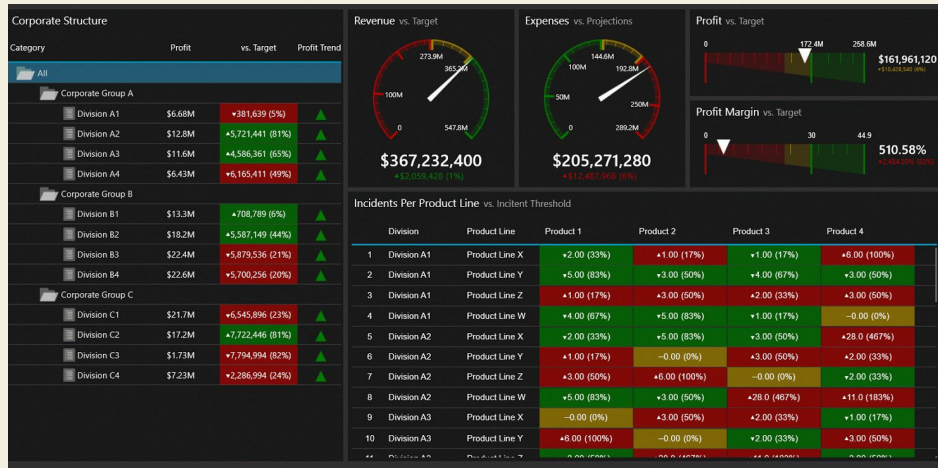 Corporate Structure
Category Profit vs. Target Profit Trend
All
Corporate Group A
Division A1 $6.68M ▾381,639 (5%)
Division A2 $12.8M ▴5,721,441 (81%)
Division A3 $11.6M ▴4,586,361 (65%)
Division A4 $6.43M ▾6,165,411 (49%)
Corporate Group B
Division B1 $13.3M ▴708,789 (6%)
Division B2 $18.2M ▴5,587,149 (44%)
Division B3 $22.4M ▾5,879,536 (21%)
Division B4 $22.6M ▾5,700,256 (20%)
Corporate Group C
Division C1 $21.7M ▾6,545,896 (23%)
Division C2 $17.2M ▴7,722,446 (81%)
Division C3 $1.73M ▾7,794,994 (82%)
Division C4 $7.23M ▾2,286,994 (24%)
Revenue vs. Target
0
100M
273.9M
365.2M
547.8M
$367,232,400
▴$2,059,428 (1%)
Expenses vs. Projections
0
50M
100M
144.6M
192.8M
250M
289.2M
$205,271,280
▴$12,487,968 (6%)
Profit vs. Target
0 172.4M 258.6M
$161,961,120
Profit Margin vs. Target
0 30 44.9
510.58%
Incidents Per Product Line vs. Incitent Threshold
Division Product Line Product 1 Product 2 Product 3 Product 4
1 Division A1 Product Line X ▾2.00 (33%) ▴1.00 (17%) ▾1.00 (17%) ▴6.00 (100%)
2 Division A1 Product Line Y ▾5.00 (83%) ▾3.00 (50%) ▾4.00 (67%) ▾3.00 (50%)
3 Division A1 Product Line Z ▴1.00 (17%) ▴3.00 (50%) ▴2.00 (33%) ▴3.00 (50%)
4 Division A1 Product Line W ▾4.00 (67%) ▾5.00 (83%) ▾1.00 (17%) –0.00 (0%)
5 Division A2 Product Line X ▾2.00 (33%) ▾5.00 (83%) ▾3.00 (50%) ▴28.0 (467%)
6 Division A2 Product Line Y ▴1.00 (17%) –0.00 (0%) ▴3.00 (50%) ▴2.00 (33%)
7 Division A2 Product Line Z ▴3.00 (50%) ▴6.00 (100%) –0.00 (0%) ▾2.00 (33%)
8 Division A2 Product Line W ▾5.00 (83%) ▾3.00 (50%) ▴28.0 (467%) ▴11.0 (183%)
9 Division A3 Product Line X –0.00 (0%) ▴3.00 (50%) ▴2.00 (33%) ▾1.00 (17%)
10 Division A3 Product Line Y ▴6.00 (100%) –0.00 (0%) ▾2.00 (33%) ▴3.00 (50%)